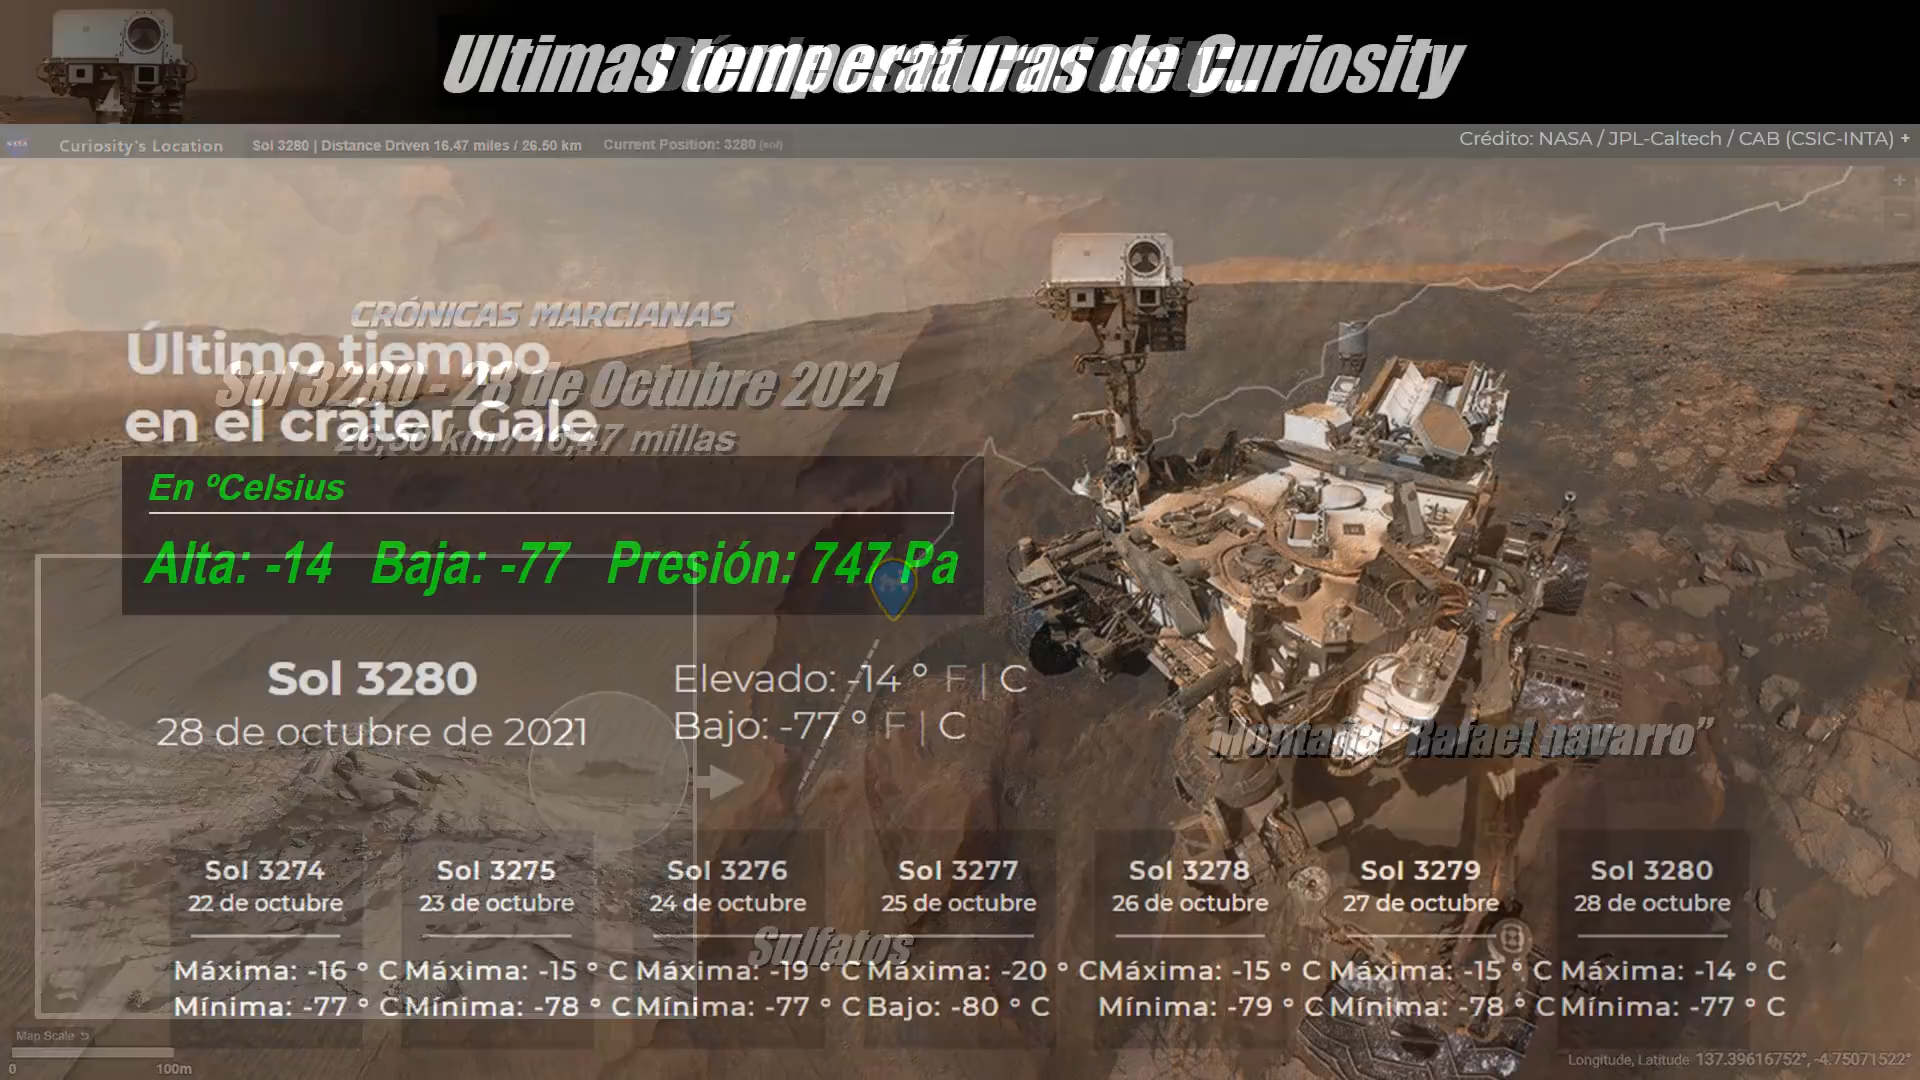 Ultimas temperaturas de Curiosity
NASA
Curiosity's Location
Sol 3280 | Distance Driven 16.47 miles / 26.50 km
Current Position: 3280 (sol)
Crédito: NASA / JPL-Caltech / CAB (CSIC-INTA) +
CRÓNICAS MARCIANAS
Último tiempo
Sol 3280 - 28 de Octubre 2021
en el cráter Gale
26,50 km / 16,47 millas
En ºCelsius
Alta: -14 Baja: -77 Presión: 747 Pa
Sol 3280
28 de octubre de 2021
Elevado: -14 ° F | C
Bajo: -77 ° F | C
Montaña "Rafael navarro"
Sol 3274
22 de octubre
Máxima: -16 ° C
Mínima: -77 ° C
Sol 3275
23 de octubre
Máxima: -15 ° C
Mínima: -78 ° C
Sol 3276
24 de octubre
Máxima: -19 ° C
Mínima: -77 ° C
Sol 3277
25 de octubre
Máxima: -20 ° C
Bajo: -80 ° C
Sol 3278
26 de octubre
Máxima: -15 ° C
Mínima: -79 ° C
Sol 3279
27 de octubre
Máxima: -15 ° C
Mínima: -78 ° C
Sol 3280
28 de octubre
Máxima: -14 ° C
Mínima: -77 ° C
Sulfatos
Map Scale
0 100m
Longitude, Latitude 137.39616752°, -4.75071522°